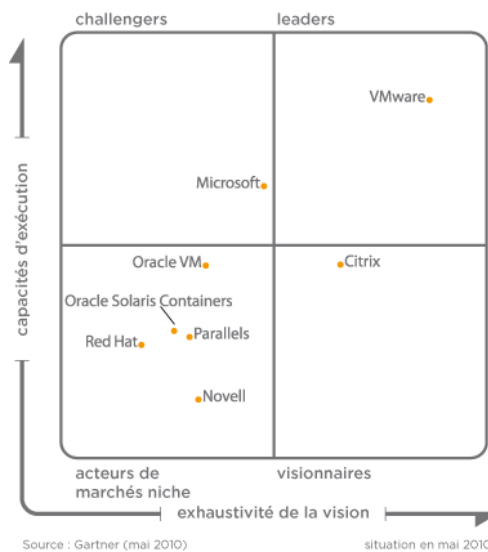 challengers
leaders
VMware
Microsoft
capacités d'exécution
Oracle VM
Citrix
Oracle Solaris Containers
Red Hat
Parallels
Novell
acteurs de
marchés niche
visionnaires
exhaustivité de la vision
Source : Gartner (mai 2010)
situation en mai 2010